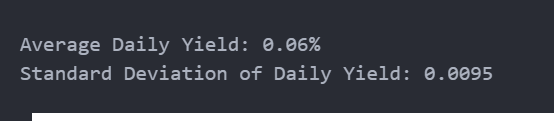 Average Daily Yield: 0.06%
Standard Deviation of Daily Yield: 0.0095